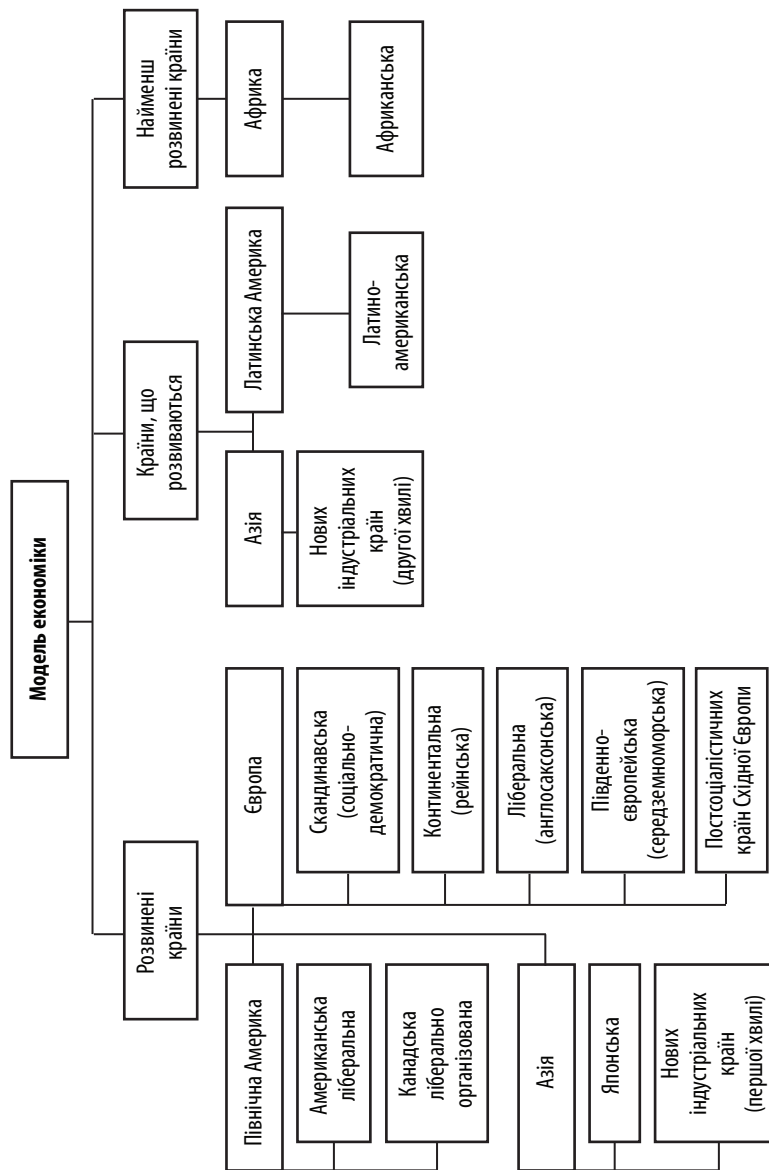 Модель економіки
Розвинені
країни
Країни, що
розвиваються
Найменш
розвинені країни
Північна Америка
Американська
ліберальна
Канадська
ліберально
організована
Європа
Скандинавська
(соціально-
демократична)
Континентальна
(рейнська)
Ліберальна
(англосаксонська)
Південно-
європейська
(середземноморська)
Постсоціалістичних
країн Східної Європи
Азія
Японська
Нових
індустріальних
країн
(першої хвилі)
Азія
Нових
індустріальних
країн
(другої хвилі)
Латинська Америка
Латино-
американська
Африка
Африканська